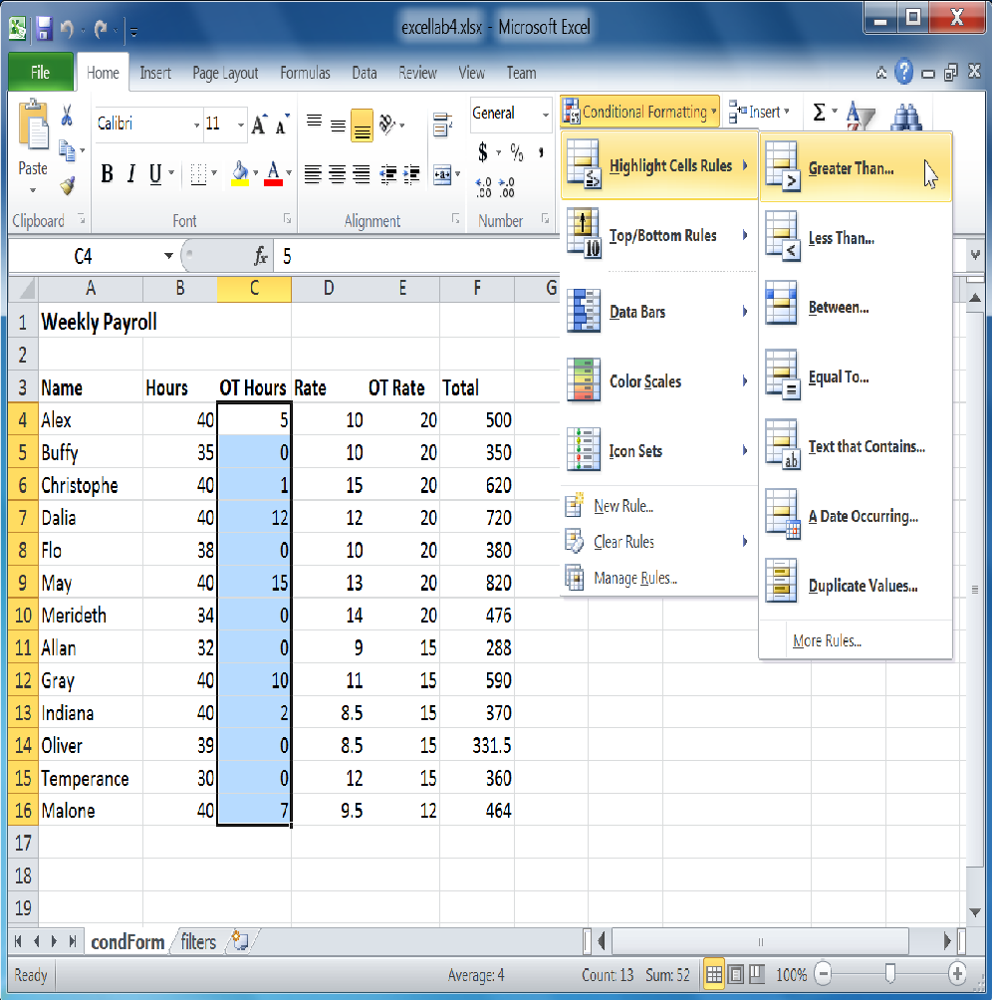 excellab4.xlsx - Microsoft Excel
File Home Insert Page Layout Formulas Data Review View Team
Calibri 11 General Conditional Formatting Insert Σ
Paste B I U A $ % ,
Clipboard Font Alignment Number
Highlight Cells Rules
Top/Bottom Rules
Data Bars
Color Scales
Icon Sets
New Rule...
Clear Rules
Manage Rules...
Greater Than...
Less Than...
Between...
Equal To...
Text that Contains...
A Date Occurring...
Duplicate Values...
More Rules...
C4 fx 5
A B C D E F G
1 Weekly Payroll
2
3 Name Hours OT Hours Rate OT Rate Total
4 Alex 40 5 10 20 500
5 Buffy 35 0 10 20 350
6 Christophe 40 1 15 20 620
7 Dalia 40 12 12 20 720
8 Flo 38 0 10 20 380
9 May 40 15 13 20 820
10 Merideth 34 0 14 20 476
11 Allan 32 0 9 15 288
12 Gray 40 10 11 15 590
13 Indiana 40 2 8.5 15 370
14 Oliver 39 0 8.5 15 331.5
15 Temperance 30 0 12 15 360
16 Malone 40 7 9.5 12 464
17
18
19
condForm filters
Ready Average: 4 Count: 13 Sum: 52 100%